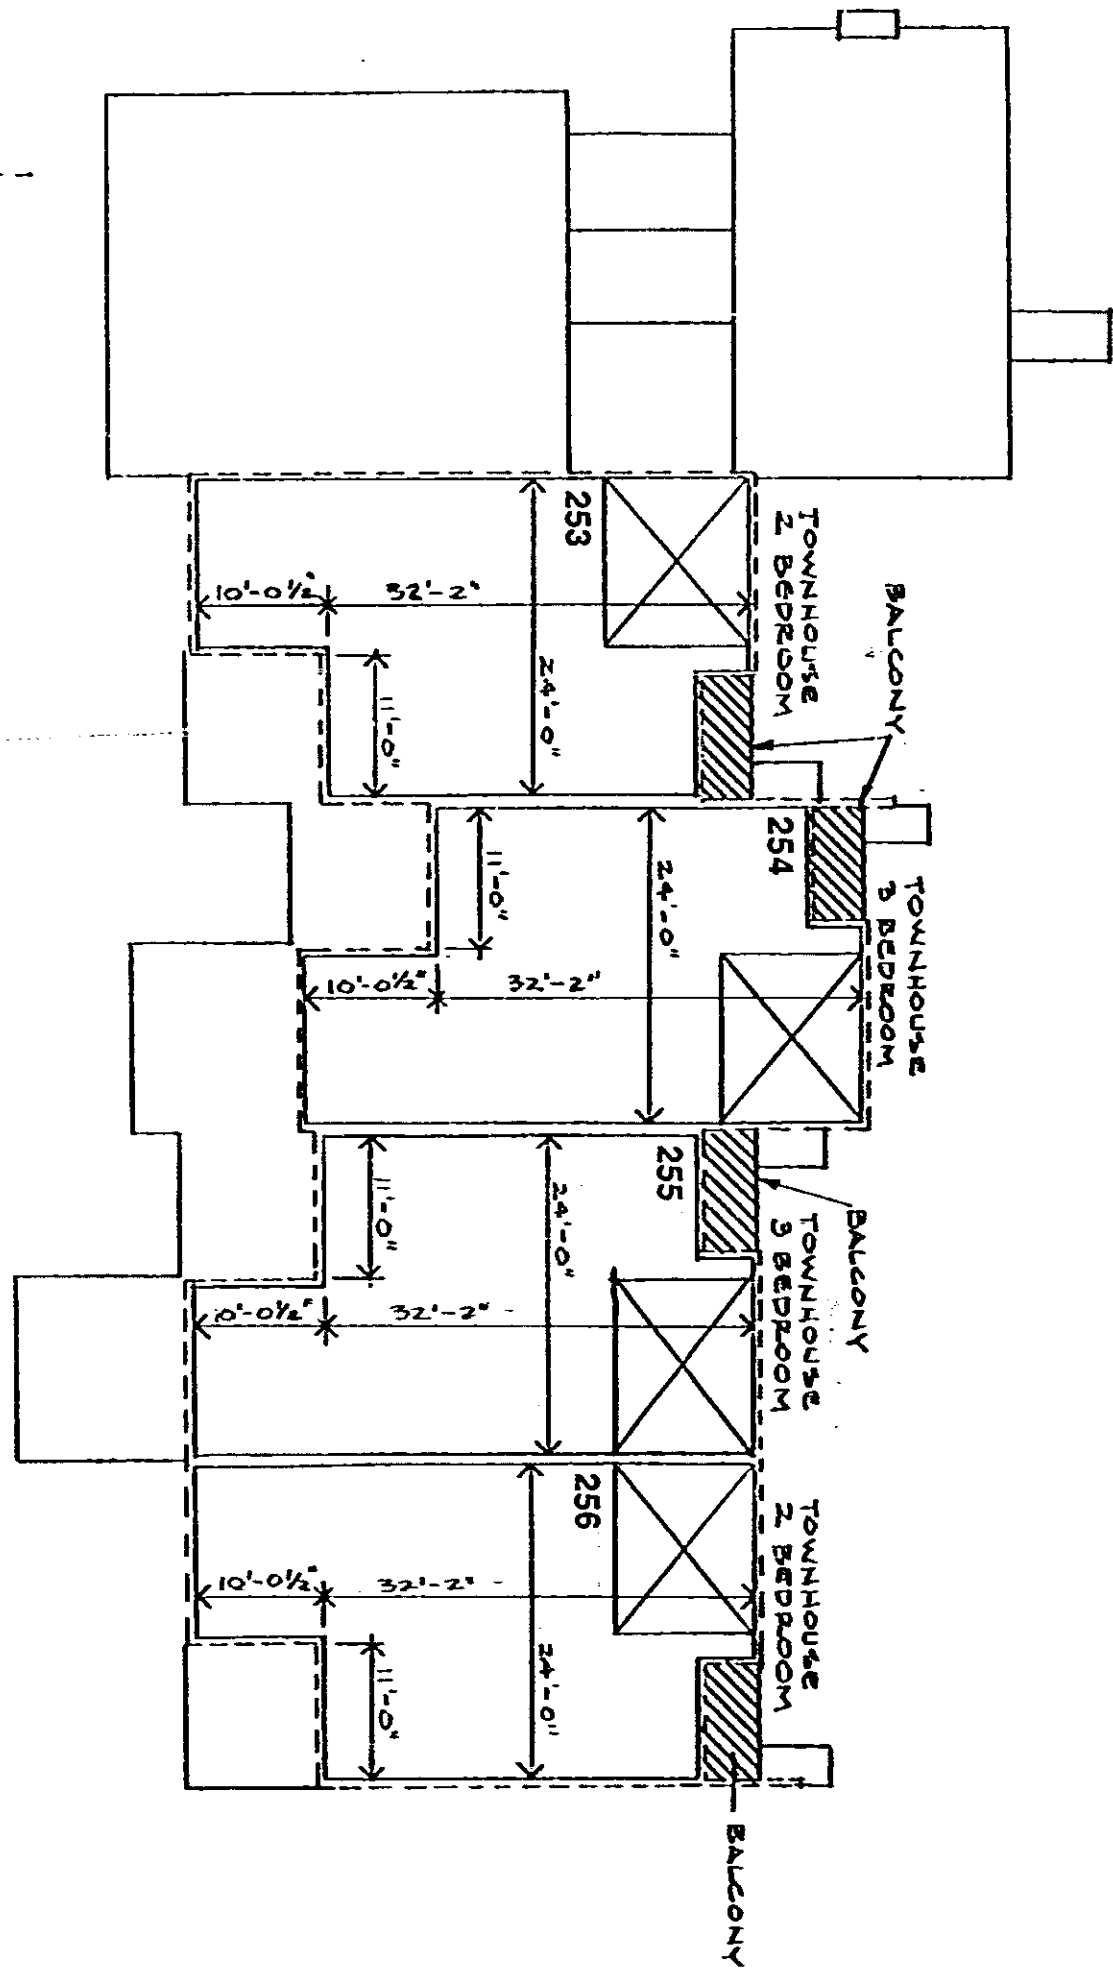 TOWNHOUSE
2 BEDROOM
BALCONY
253
10'-0½"
32'-2"
24'-0"
11'-0"
TOWNHOUSE
3 BEDROOM
254
11'-0"
24'-0"
10'-0½"
32'-2"
BALCONY
TOWNHOUSE
3 BEDROOM
255
11'-0"
24'-0"
10'-0½"
32'-2"
TOWNHOUSE
2 BEDROOM
256
10'-0½"
32'-2"
24'-0"
11'-0"
BALCONY